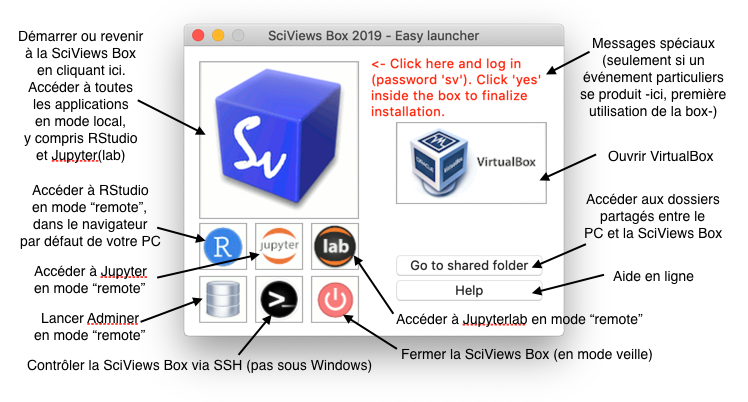 SciViews Box 2019 - Easy launcher
Démarrer ou revenir
à la SciViews Box
en cliquant ici.
Accéder à toutes
les applications
en mode local,
y compris RStudio
et Jupyter(lab)
Accéder à RStudio
en mode “remote”,
dans le navigateur
par défaut de votre PC
Accéder à Jupyter
en mode “remote”
Lancer Adminer
en mode “remote”
Contrôler la SciViews Box via SSH (pas sous Windows)
Sv
R
jupyter
lab
>_
<- Click here and log in
(password 'sv'). Click 'yes'
inside the box to finalize
installation.
ORACLE
VirtualBox
VirtualBox
Go to shared folder
Help
Messages spéciaux
(seulement si un
événement particuliers
se produit -ici, première
utilisation de la box-)
Ouvrir VirtualBox
Accéder aux dossiers
partagés entre le
PC et la SciViews Box
Aide en ligne
Accéder à Jupyterlab en mode “remote”
Fermer la SciViews Box (en mode veille)